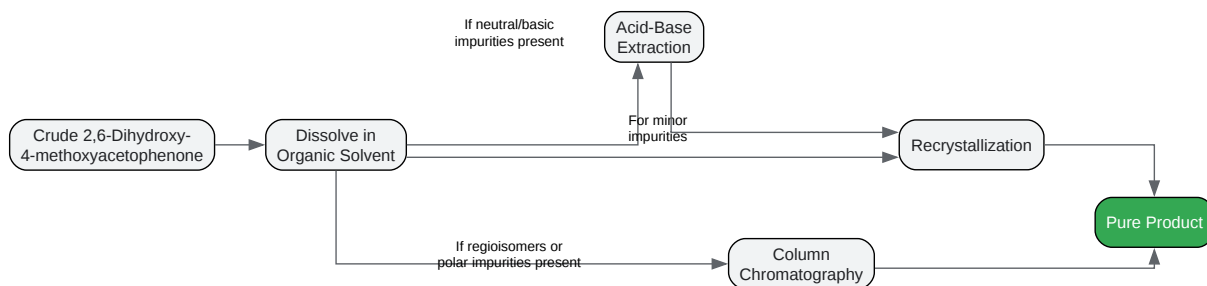 If neutral/basic
impurities present
Acid-Base
Extraction
Crude 2,6-Dihydroxy-
4-methoxyacetophenone
Dissolve in
Organic Solvent
For minor
impurities
Recrystallization
If regioisomers or
polar impurities present
Column
Chromatography
Pure Product